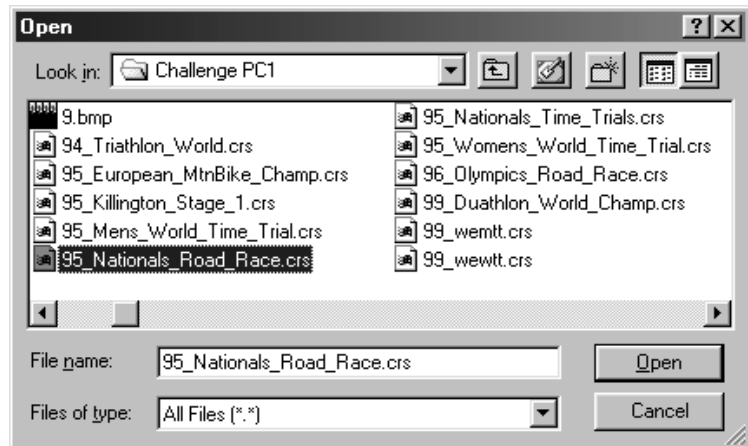 Open
Look in: Challenge PC1
9.bmp
94_Triathlon_World.crs
95_European_MtnBike_Champ.crs
95_Killington_Stage_1.crs
95_Mens_World_Time_Trial.crs
95_Nationals_Road_Race.crs
95_Nationals_Time_Trials.crs
95_Womens_World_Time_Trial.crs
96_Olympics_Road_Race.crs
99_Duathlon_World_Champ.crs
99_wemtt.crs
99_wewtt.crs
File name: 95_Nationals_Road_Race.crs Open
Files of type: All Files (*.*) Cancel